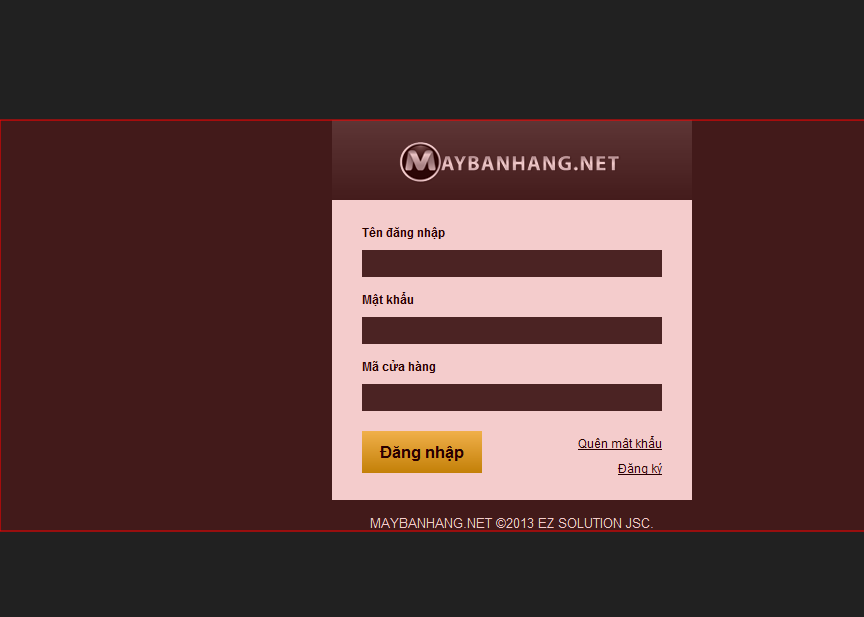 MAYBANHANG.NET
Tên đăng nhập
Mật khẩu
Mã cửa hàng
Đăng nhập
Quên mât khẩu
Đăng ký
MAYBANHANG.NET ©2013 EZ SOLUTION JSC.